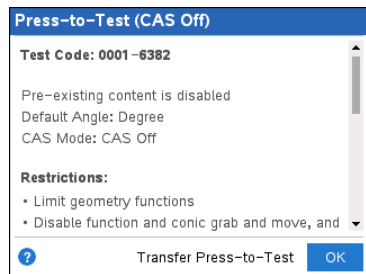 Press-to-Test (CAS Off)
Test Code: 0001-6382
Pre-existing content is disabled
Default Angle: Degree
CAS Mode: CAS Off
Restrictions:
• Limit geometry functions
• Disable function and conic grab and move, and
? Transfer Press-to-Test OK